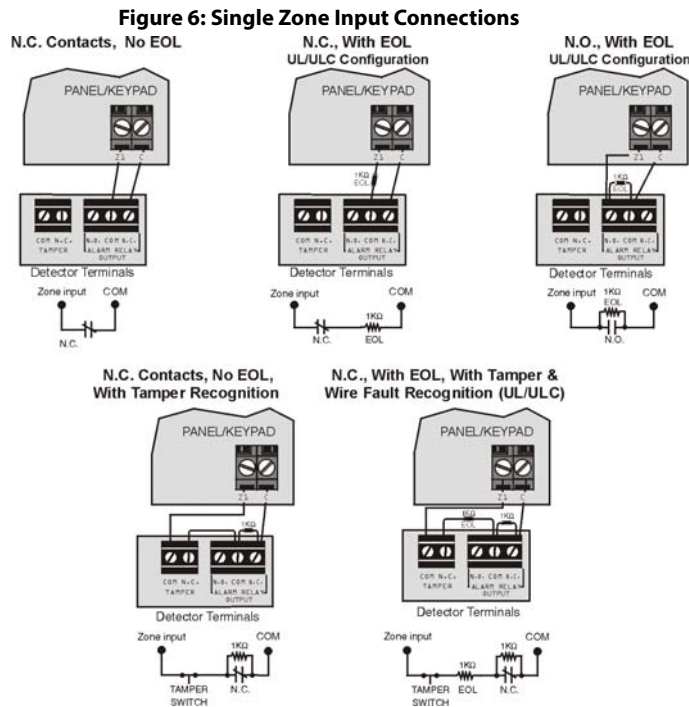 Figure 6: Single Zone Input Connections
N.C. Contacts, No EOL
PANEL/KEYPAD
Z1 C
COM N.C.
TAMPER
N.O. COM N.C.
ALARM RELAY
OUTPUT
Detector Terminals
Zone input COM
N.C.
N.C., With EOL
UL/ULC Configuration
PANEL/KEYPAD
Z1 C
1KΩ
EOL
COM N.C.
TAMPER
N.O. COM N.C.
ALARM RELAY
OUTPUT
Detector Terminals
Zone input COM
1KΩ
N.C. EOL
N.O., With EOL
UL/ULC Configuration
PANEL/KEYPAD
Z1 C
1KΩ
EOL
COM N.C.
TAMPER
N.O. COM N.C.
ALARM RELAY
OUTPUT
Detector Terminals
Zone input COM
1KΩ
EOL
N.O.
N.C. Contacts, No EOL,
With Tamper Recognition
PANEL/KEYPAD
Z1 C
1KΩ
COM N.C.
TAMPER
N.O. COM N.C.
ALARM RELAY
OUTPUT
Detector Terminals
Zone input COM
1KΩ
TAMPER
SWITCH
N.C.
N.C., With EOL, With Tamper &
Wire Fault Recognition (UL/ULC)
PANEL/KEYPAD
Z1 C
1KΩ
EOL
1KΩ
COM N.C.
TAMPER
N.O. COM N.C.
ALARM RELAY
OUTPUT
Detector Terminals
Zone input COM
1KΩ
1KΩ
TAMPER
SWITCH
EOL N.C.